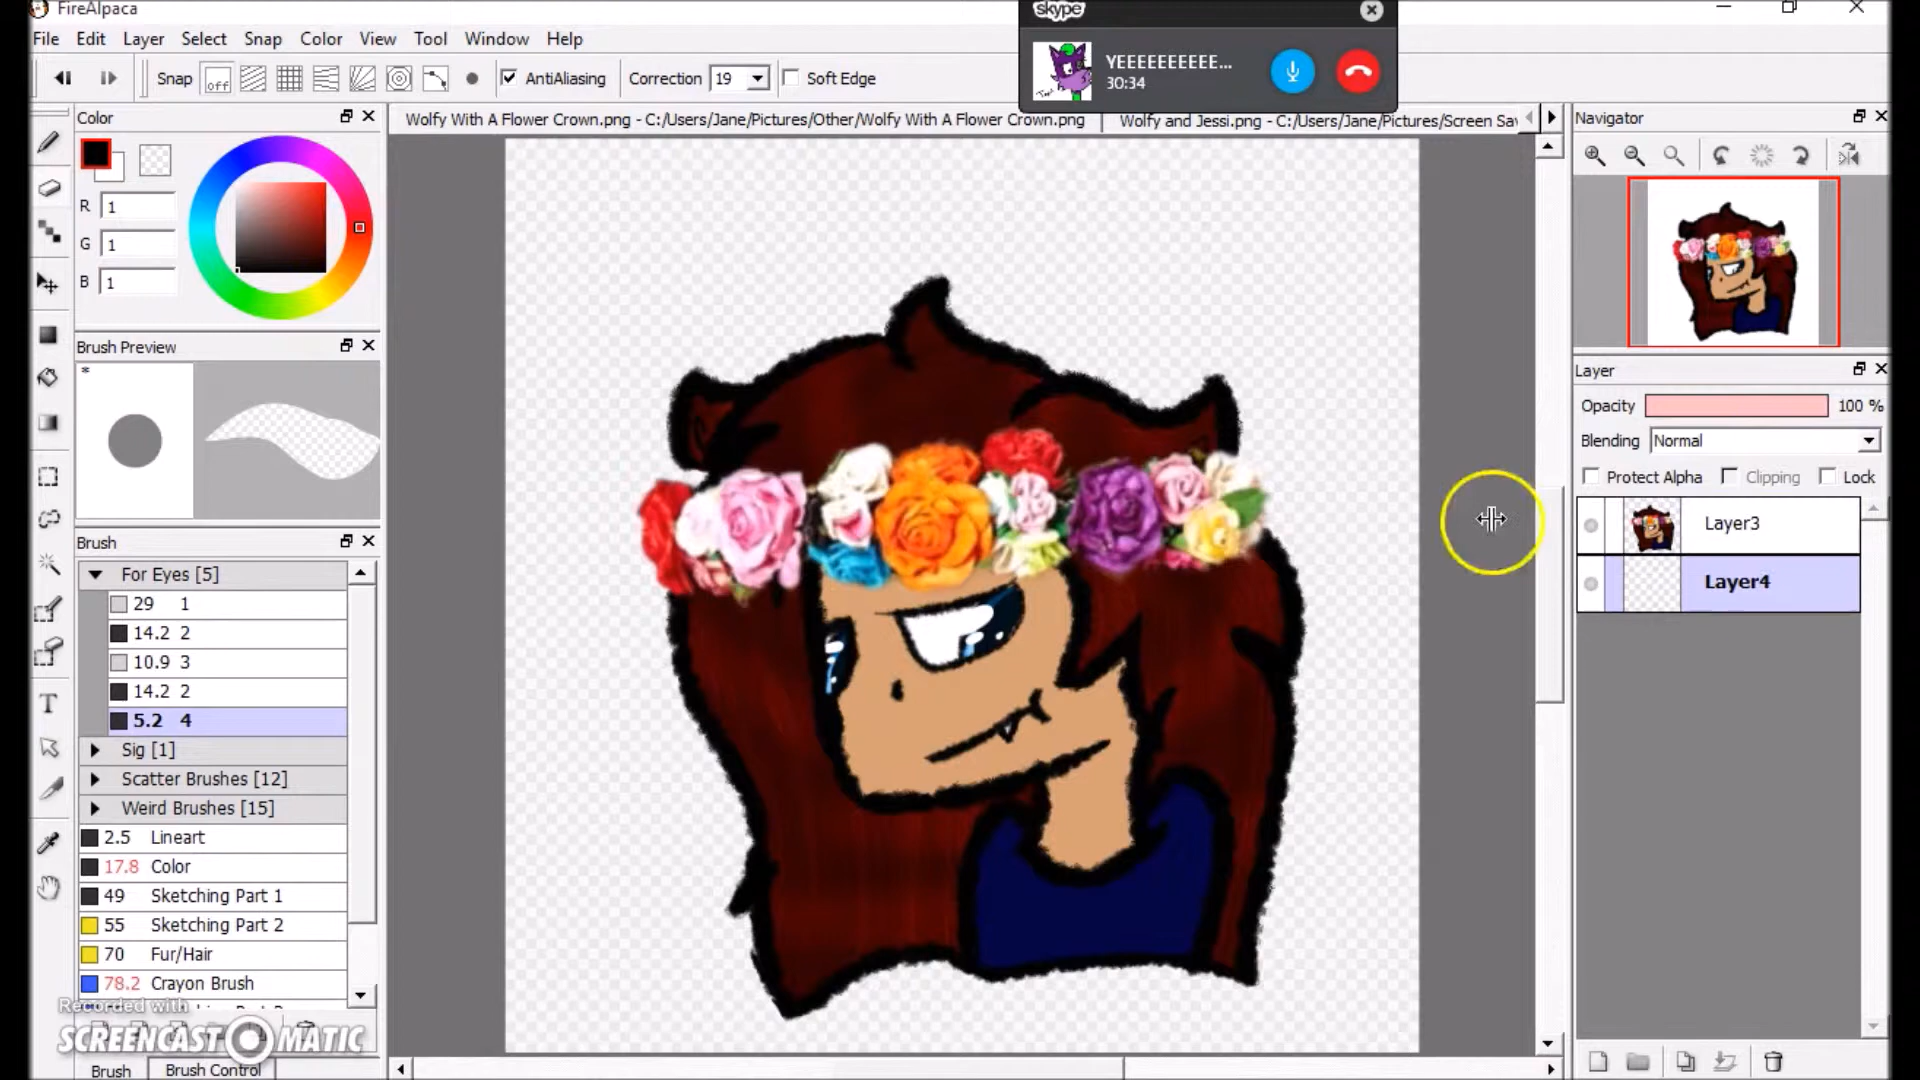 FireAlpaca
skype
YEEEEEEEEEEE...
30:34
File Edit Layer Select Snap Color View Tool Window Help
Snap off AntiAliasing Correction 19 Soft Edge
Wolfy With A Flower Crown.png - C:/Users/Jane/Pictures/Other/Wolfy With A Flower Crown.png
Wolfy and Jessi.png - C:/Users/Jane/Pictures/Screen Sav
Color
R 1
G 1
B 1
Brush Preview
*
Brush
For Eyes [5]
29 1
14.2 2
10.9 3
14.2 2
5.2 4
Sig [1]
Scatter Brushes [12]
Weird Brushes [15]
2.5 Lineart
17.8 Color
49 Sketching Part 1
55 Sketching Part 2
70 Fur/Hair
78.2 Crayon Brush
Recorded with
SCREENCAST-O-MATIC
Brush Brush Control
Navigator
Layer
Opacity 100 %
Blending Normal
Protect Alpha Clipping Lock
Layer3
Layer4